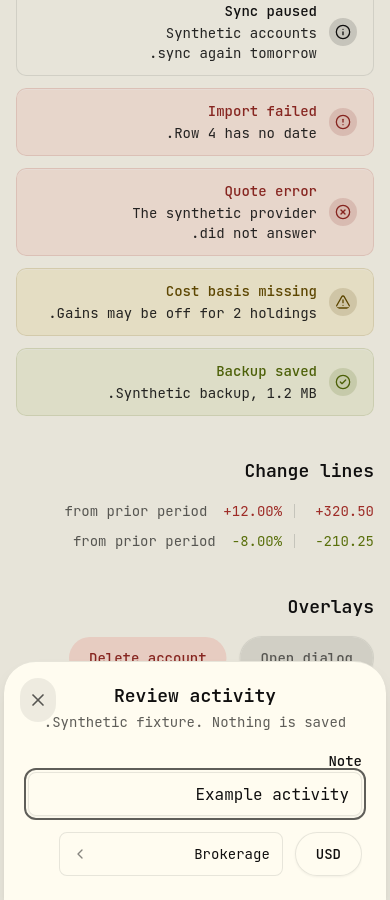 Sync paused
Synthetic accounts
.sync again tomorrow
Import failed
.Row 4 has no date
Quote error
The synthetic provider
.did not answer
Cost basis missing
.Gains may be off for 2 holdings
Backup saved
.Synthetic backup, 1.2 MB
Change lines
from prior period +12.00% +320.50
from prior period -8.00% -210.25
Overlays
Delete account Open dialog
Review activity
.Synthetic fixture. Nothing is saved
Note
Example activity
Brokerage USD